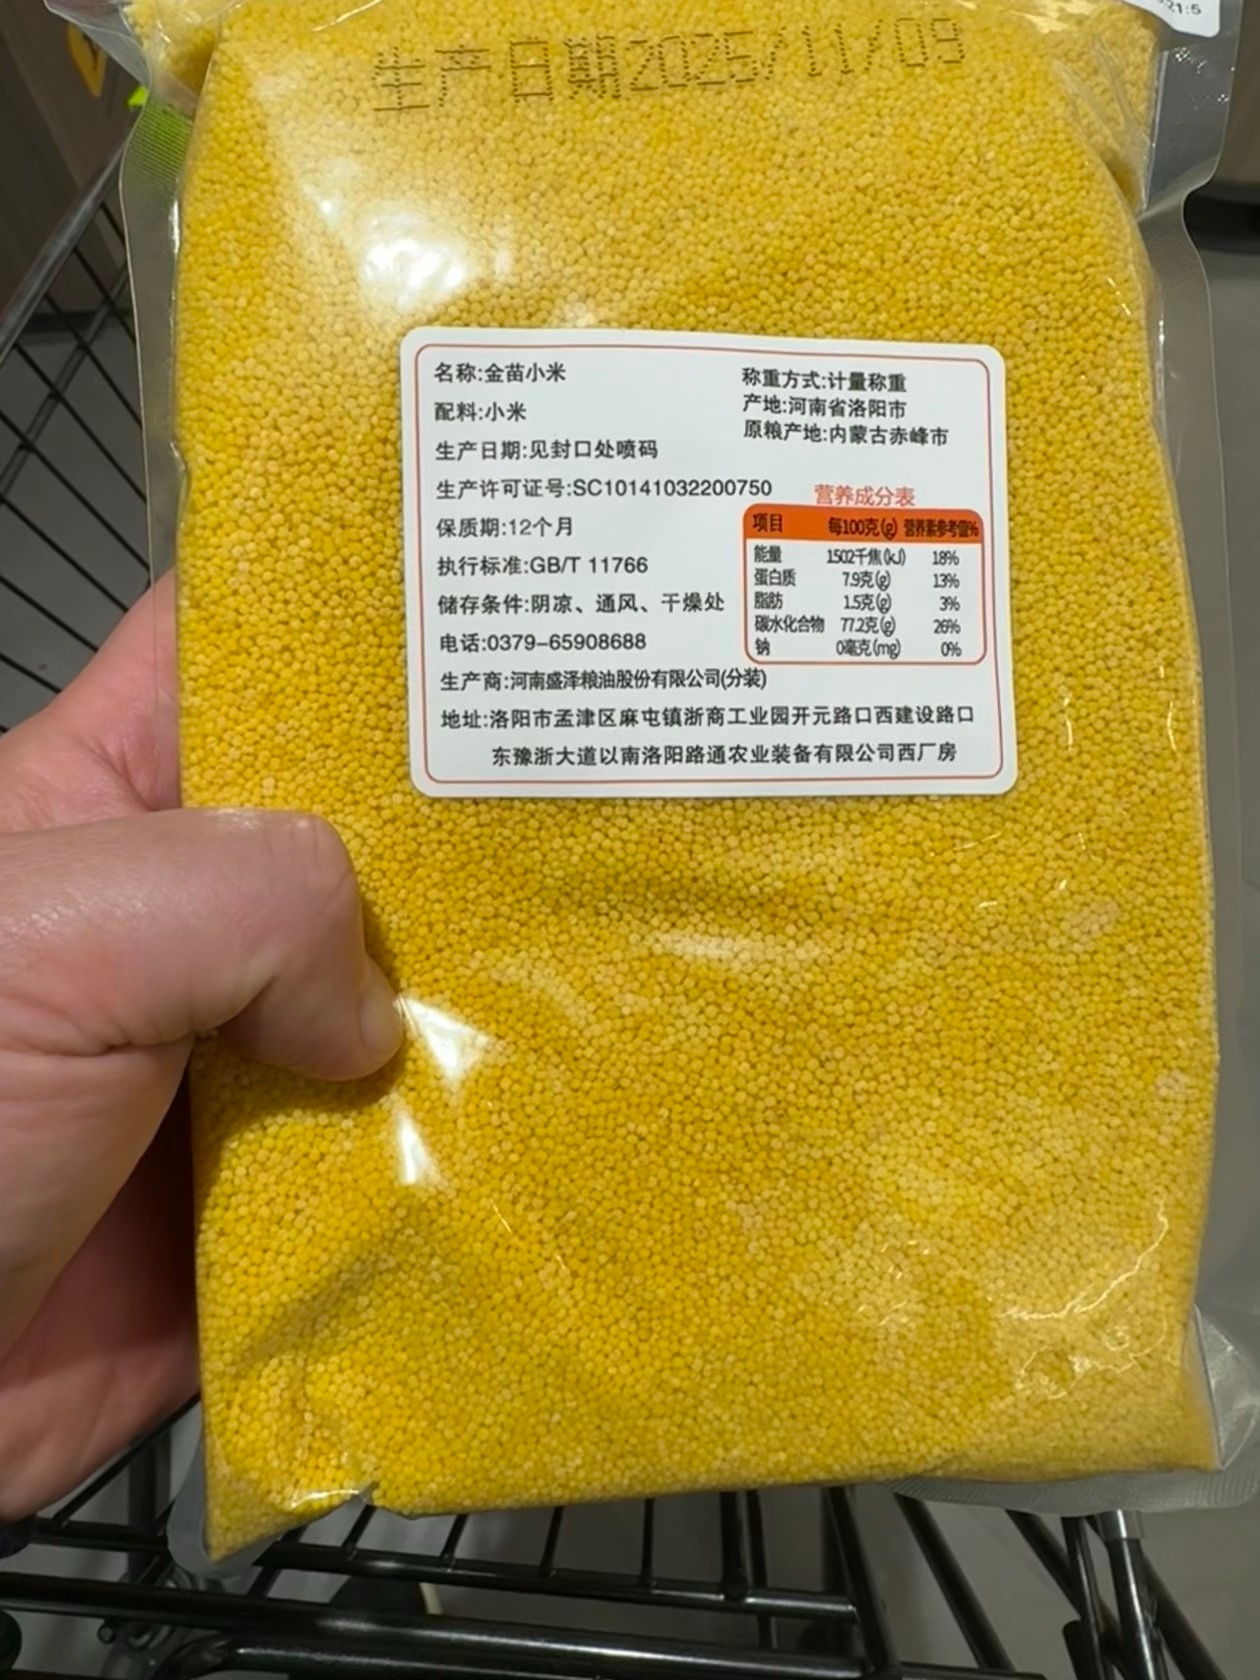 21:5
生产日期2025/11/09
名称:金苗小米
配料:小米
生产日期:见封口处喷码
生产许可证号:SC10141032200750
保质期:12个月
执行标准:GB/T 11766
储存条件:阴凉、通风、干燥处
电话:0379-65908688
称重方式:计量称重
产地:河南省洛阳市
原粮产地:内蒙古赤峰市
营养成分表
项目 每100克(g) 营养素参考值%
能量 1502千焦(kJ) 18%
蛋白质 7.9克(g) 13%
脂肪 1.5克(g) 3%
碳水化合物 77.2克(g) 26%
钠 0毫克(mg) 0%
生产商:河南盛泽粮油股份有限公司(分装)
地址:洛阳市孟津区麻屯镇浙商工业园开元路口西建设路口
东豫浙大道以南洛阳路通农业装备有限公司西厂房